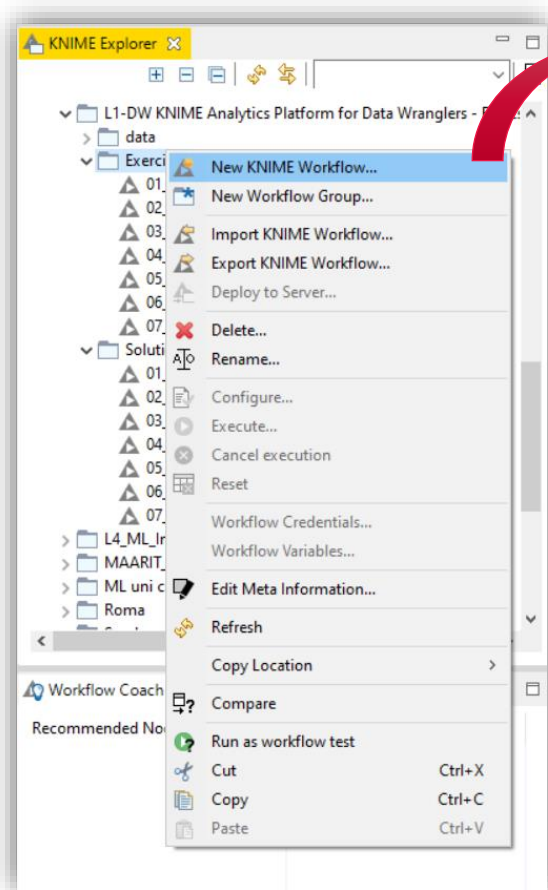 KNIME Explorer
L1-DW KNIME Analytics Platform for Data Wranglers -
data
Exerci
New KNIME Workflow...
01_
New Workflow Group...
02_
03_
Import KNIME Workflow...
04_
Export KNIME Workflow...
05_
Deploy to Server...
06_
07_
Delete...
Soluti
Rename...
01_
02_
Configure...
03_
Execute...
04_
Cancel execution
05_
Reset
06_
07_
Workflow Credentials...
L4_ML_In
Workflow Variables...
MAARIT_
ML uni c
Edit Meta Information...
Roma
Refresh
Copy Location
Workflow Coach
Compare
Recommended No
Run as workflow test
Cut Ctrl+X
Copy Ctrl+C
Paste Ctrl+V